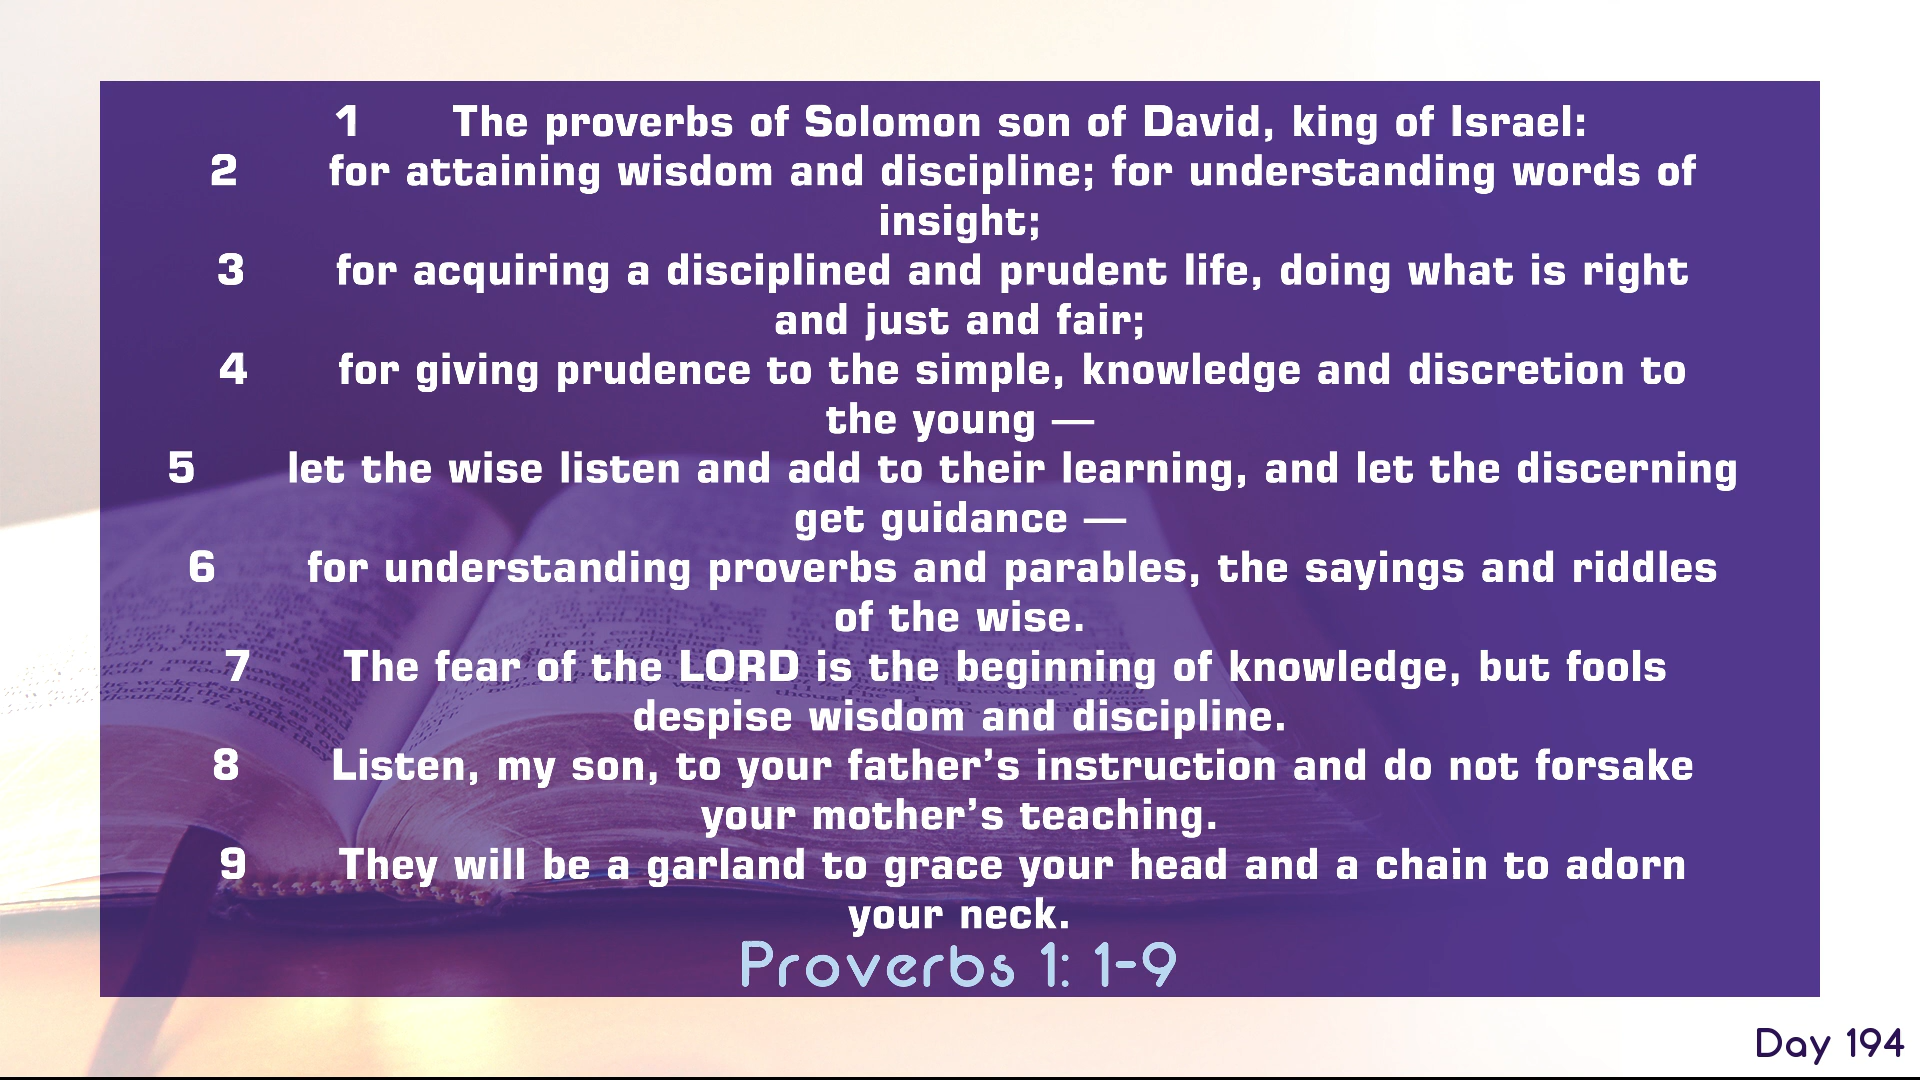 1 The proverbs of Solomon son of David, king of Israel:
2 for attaining wisdom and discipline; for understanding words of
insight;
3 for acquiring a disciplined and prudent life, doing what is right
and just and fair;
4 for giving prudence to the simple, knowledge and discretion to
the young —
5 let the wise listen and add to their learning, and let the discerning
get guidance —
6 for understanding proverbs and parables, the sayings and riddles
of the wise.
7 The fear of the LORD is the beginning of knowledge, but fools
despise wisdom and discipline.
8 Listen, my son, to your father’s instruction and do not forsake
your mother’s teaching.
9 They will be a garland to grace your head and a chain to adorn
your neck.
Proverbs 1: 1-9
Day 194